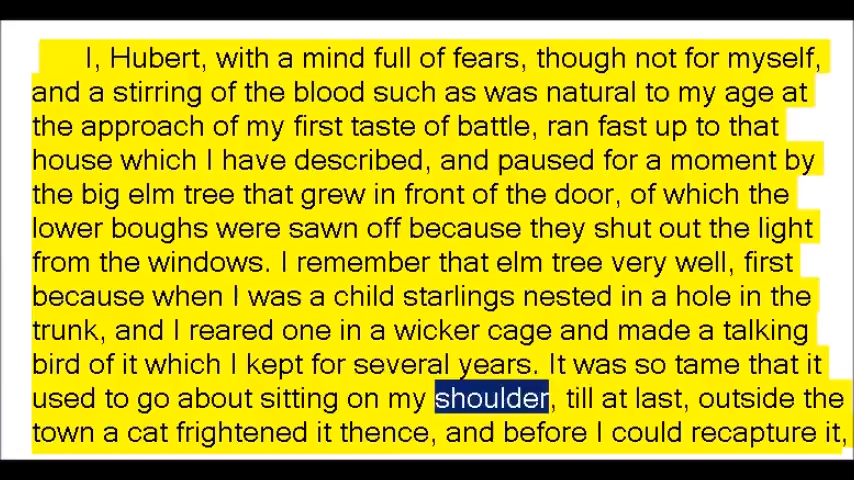 I, Hubert, with a mind full of fears, though not for myself,
and a stirring of the blood such as was natural to my age at
the approach of my first taste of battle, ran fast up to that
house which I have described, and paused for a moment by
the big elm tree that grew in front of the door, of which the
lower boughs were sawn off because they shut out the light
from the windows. I remember that elm tree very well, first
because when I was a child starlings nested in a hole in the
trunk, and I reared one in a wicker cage and made a talking
bird of it which I kept for several years. It was so tame that it
used to go about sitting on my shoulder, till at last, outside the
town a cat frightened it thence, and before I could recapture it,